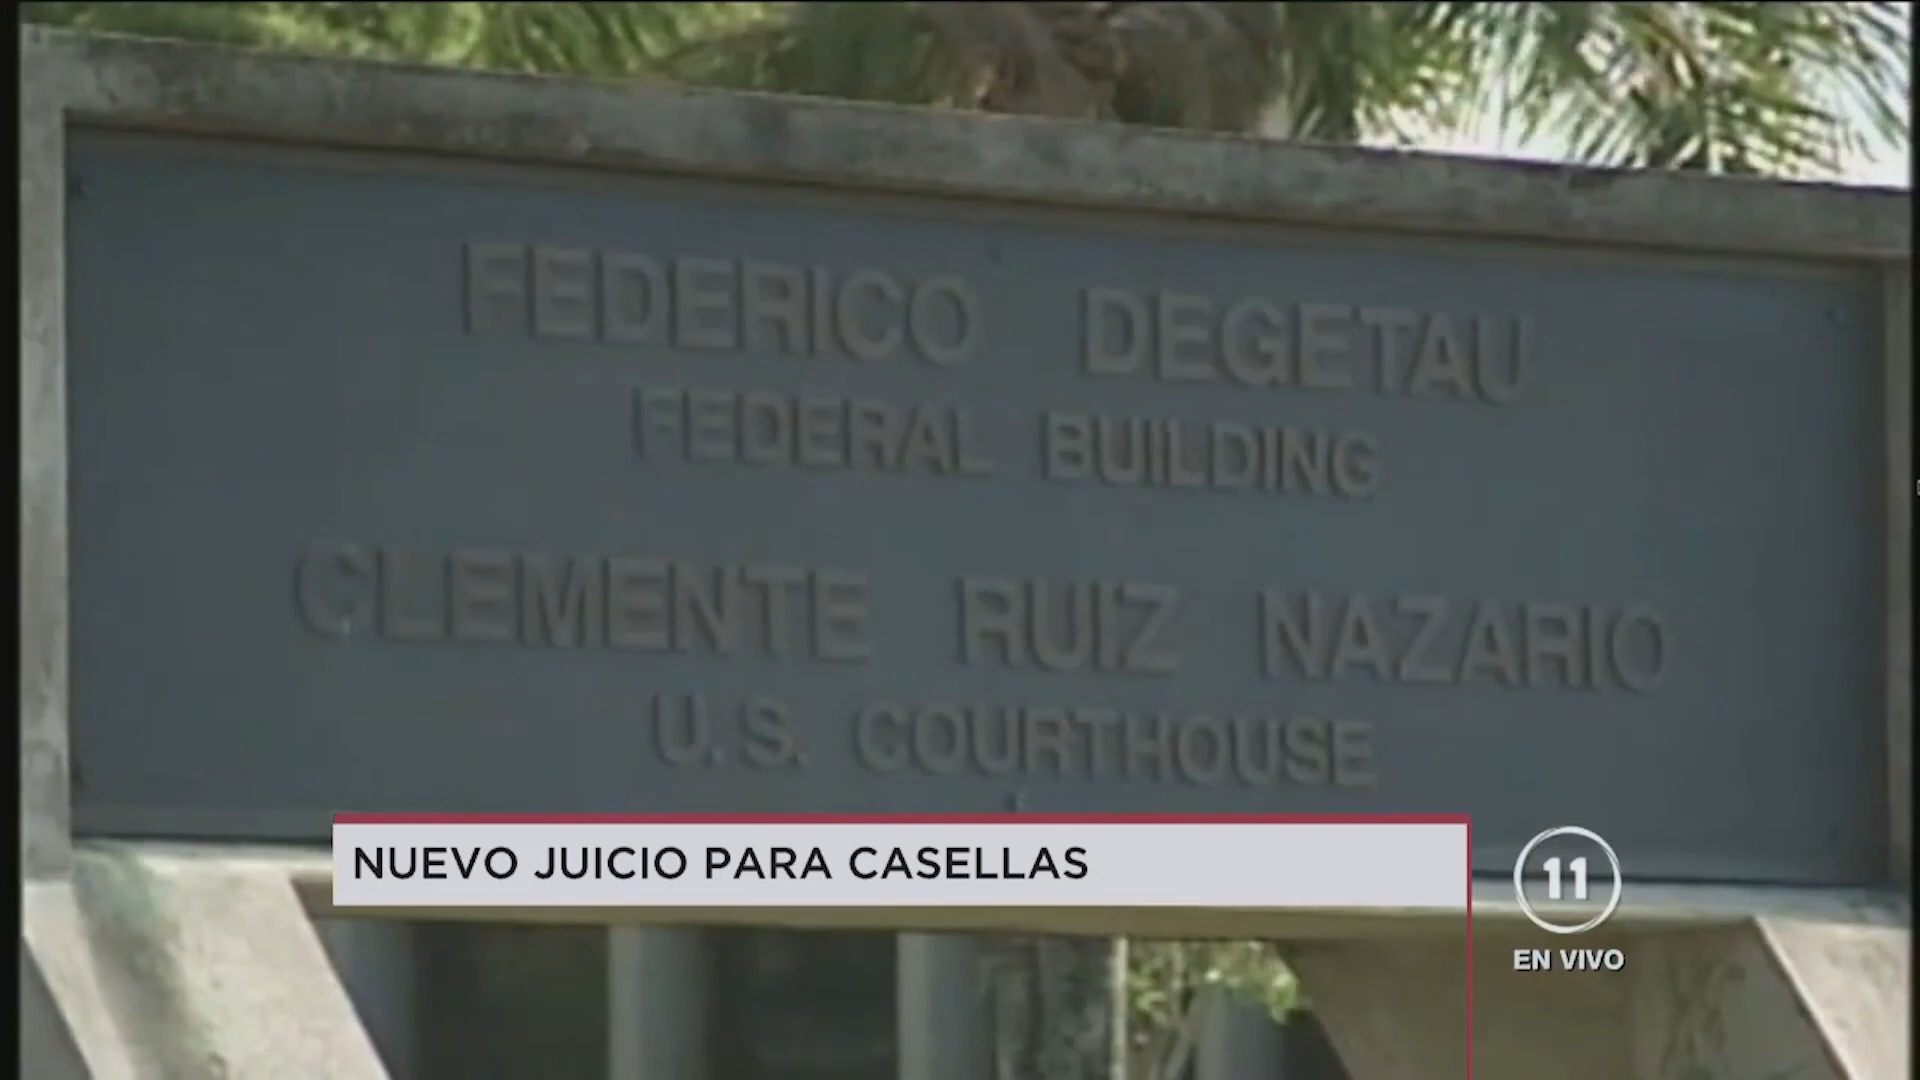 FEDERICO DEGETAU
FEDERAL BUILDING
CLEMENTE RUIZ NAZARIO
U.S. COURTHOUSE
NUEVO JUICIO PARA CASELLAS
11
EN VIVO